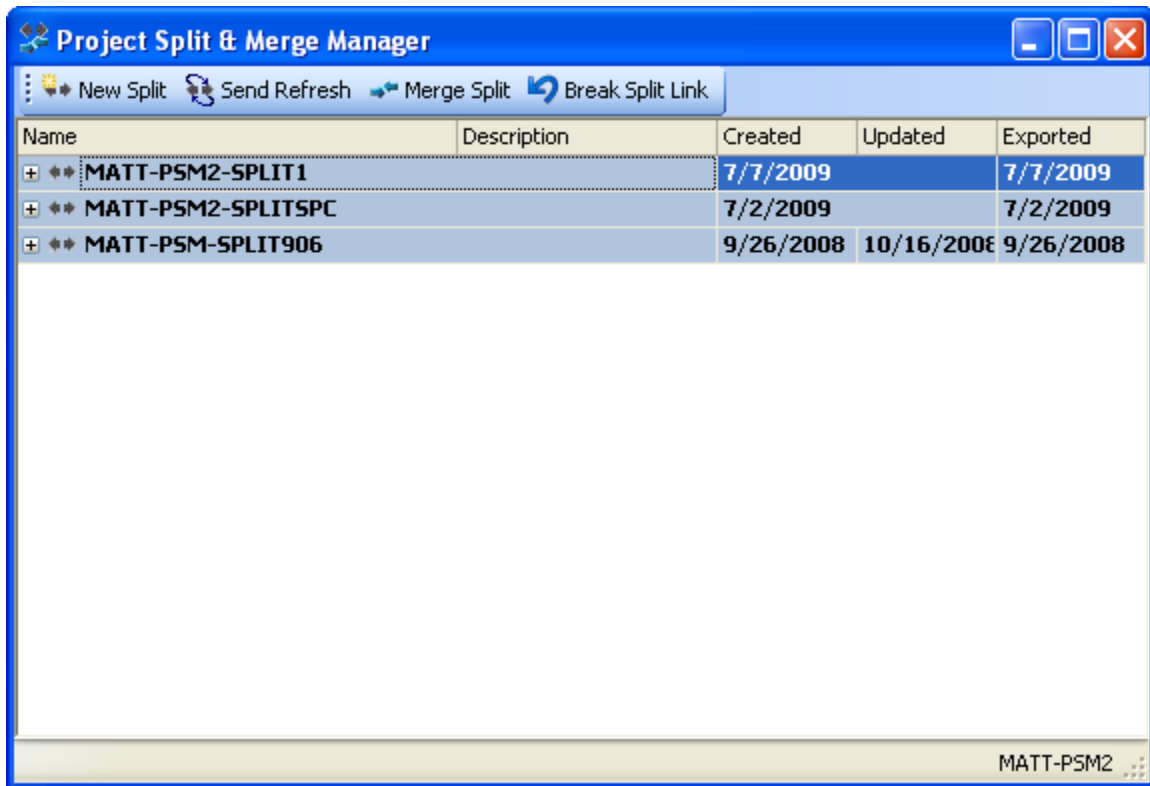 Project Split & Merge Manager
New Split Send Refresh Merge Split Break Split Link
Name Description Created Updated Exported
MATT-PSM2-SPLIT1 7/7/2009 7/7/2009
MATT-PSM2-SPLITSPC 7/2/2009 7/2/2009
MATT-PSM-SPLIT906 9/26/2008 10/16/2008 9/26/2008
MATT-PSM2